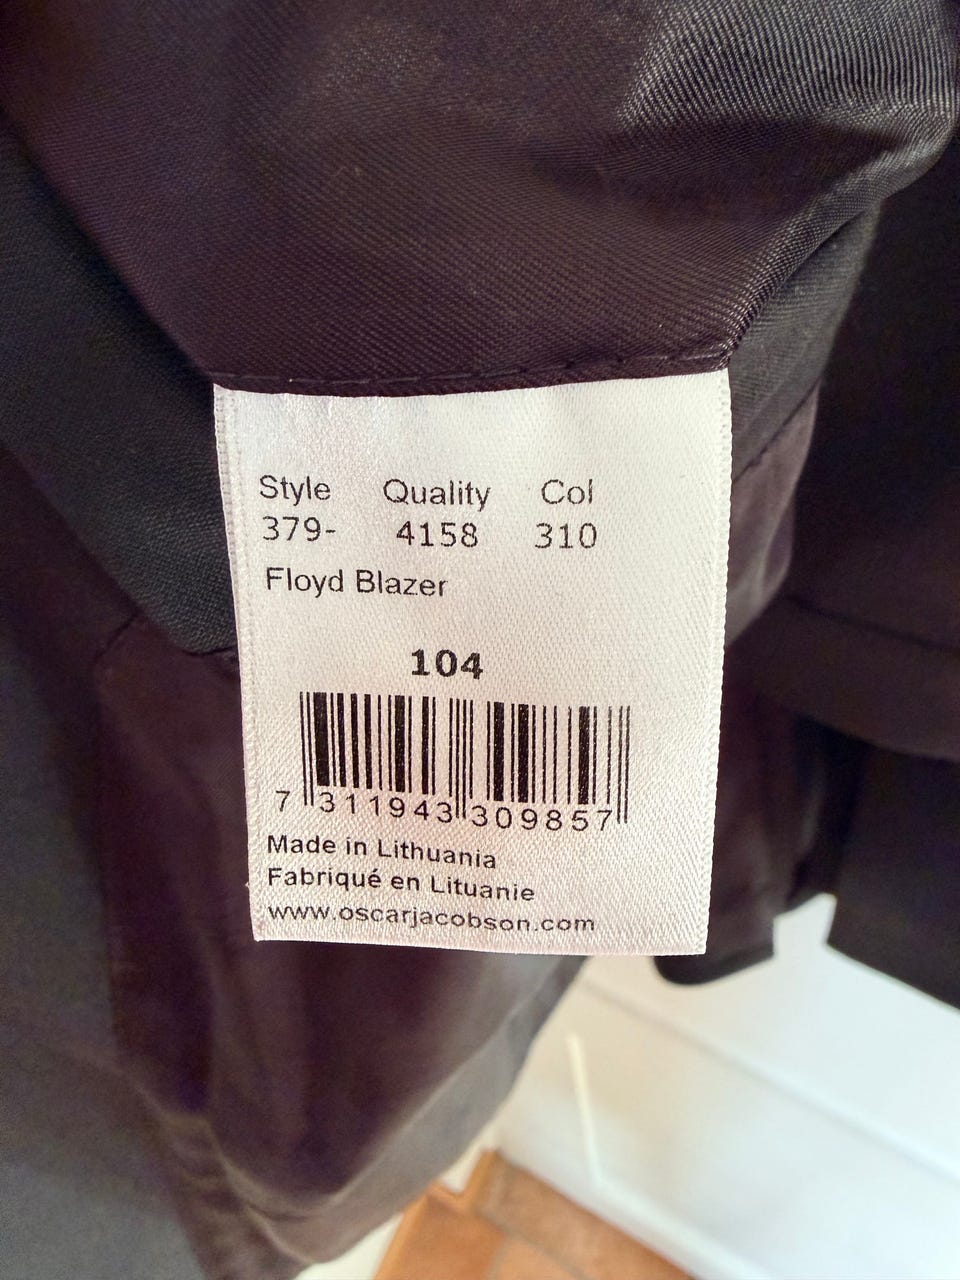 Style Quality Col
379- 4158 310
Floyd Blazer
104
7 311943 309857
Made in Lithuania
Fabriqué en Lituanie
www.oscarjacobson.com